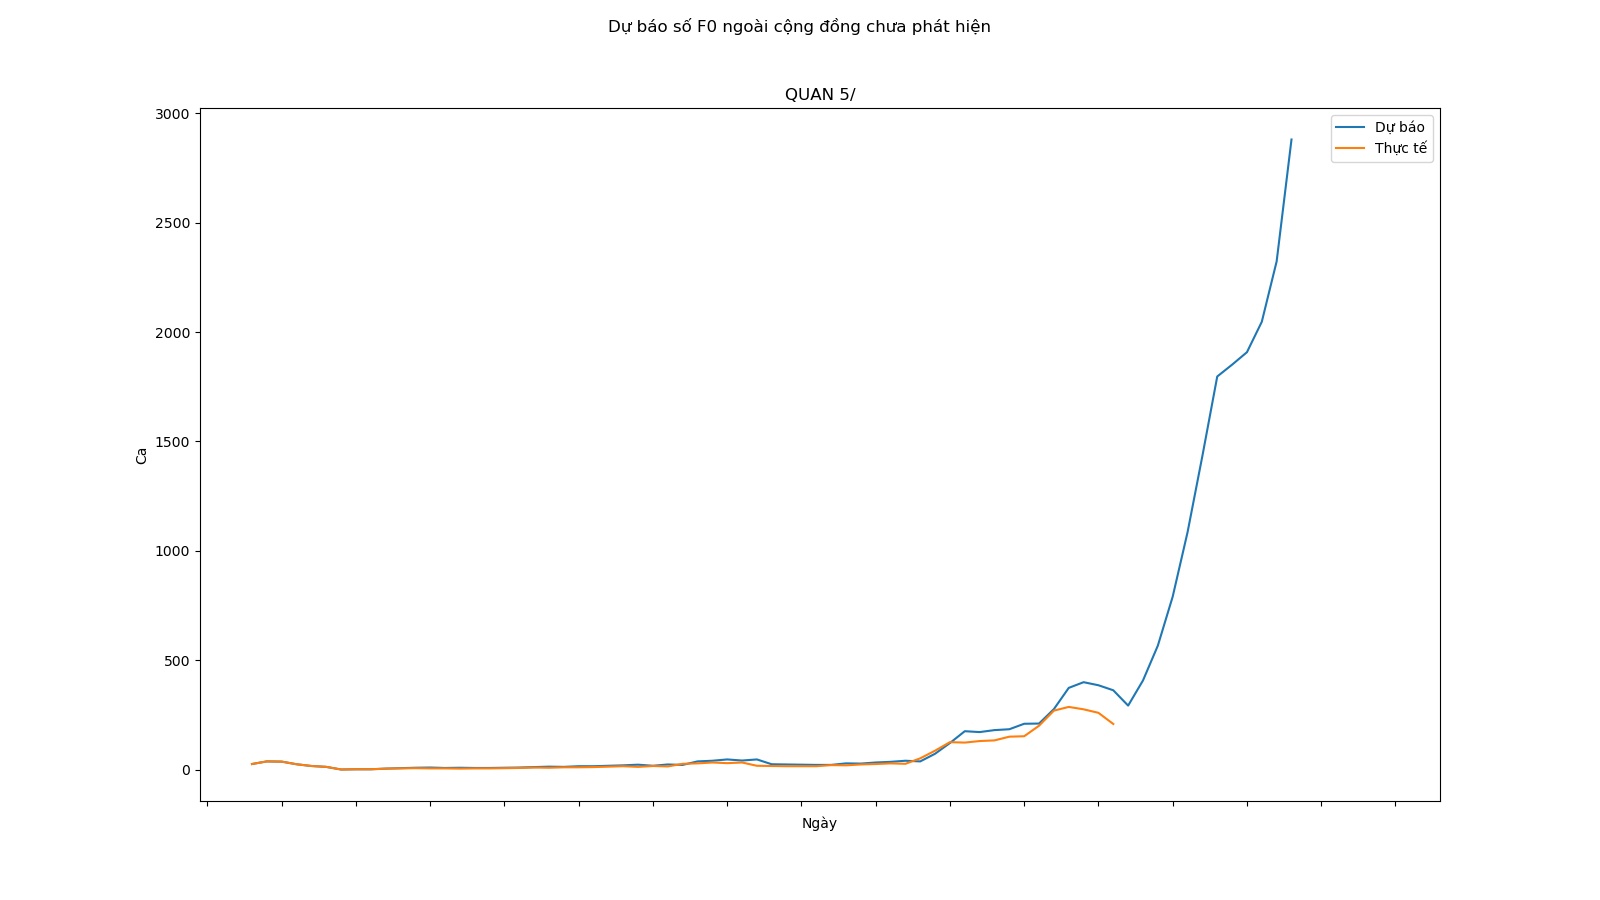 Dự báo số F0 ngoài cộng đồng chưa phát hiện
QUAN 5/
3000
2500
2000
1500
1000
500
0
Ca
Ngày
Dự báo
Thực tế